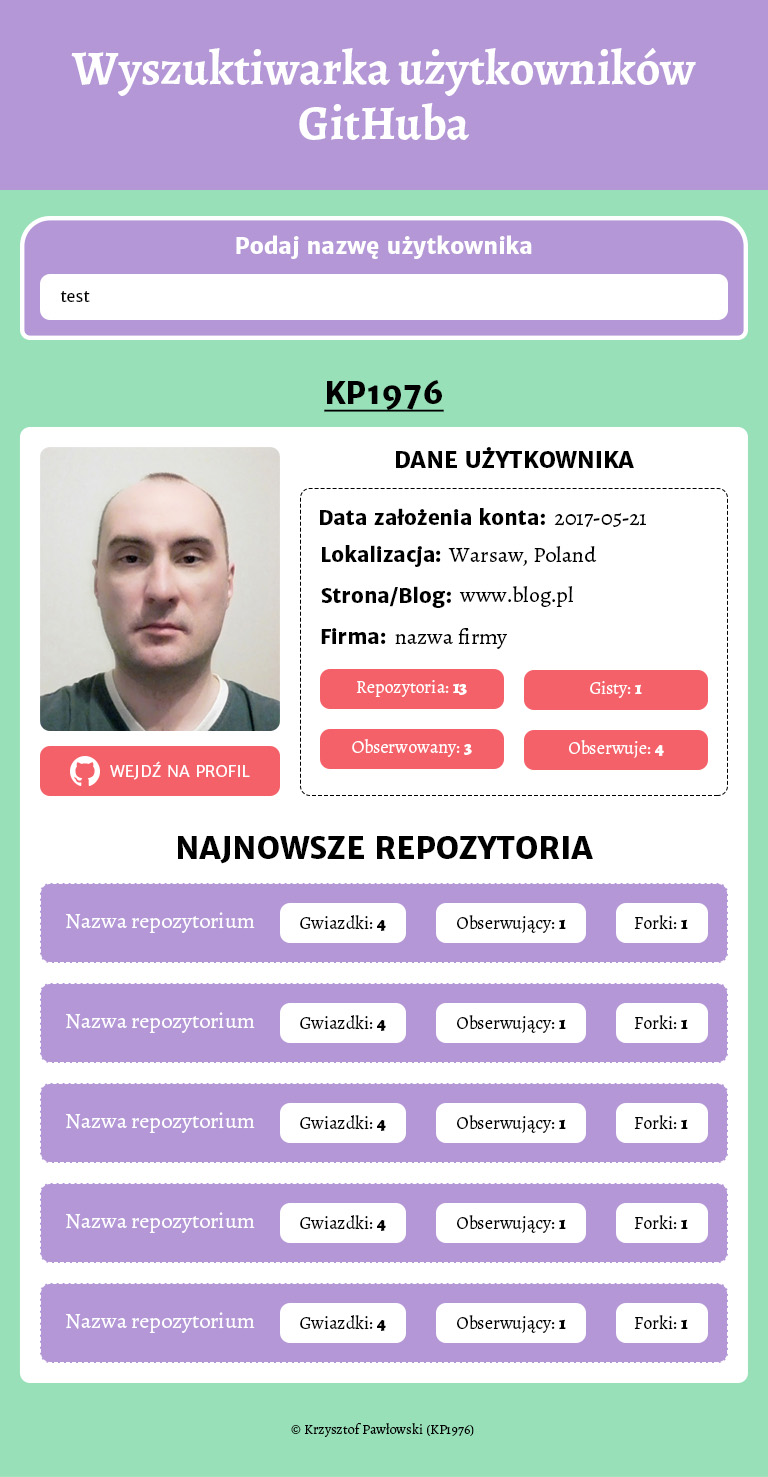 Wyszuktiwarka użytkowników
GitHuba
Podaj nazwę użytkownika
test
KP1976
DANE UŻYTKOWNIKA
Data założenia konta: 2017-05-21
Lokalizacja: Warsaw, Poland
Strona/Blog: www.blog.pl
Firma: nazwa firmy
Repozytoria: 13 Gisty: 1
Obserwowany: 3 Obserwuje: 4
WEJDŹ NA PROFIL
NAJNOWSZE REPOZYTORIA
Nazwa repozytorium Gwiazdki: 4 Obserwujący: 1 Forki: 1
Nazwa repozytorium Gwiazdki: 4 Obserwujący: 1 Forki: 1
Nazwa repozytorium Gwiazdki: 4 Obserwujący: 1 Forki: 1
Nazwa repozytorium Gwiazdki: 4 Obserwujący: 1 Forki: 1
Nazwa repozytorium Gwiazdki: 4 Obserwujący: 1 Forki: 1
© Krzysztof Pawłowski (KP1976)